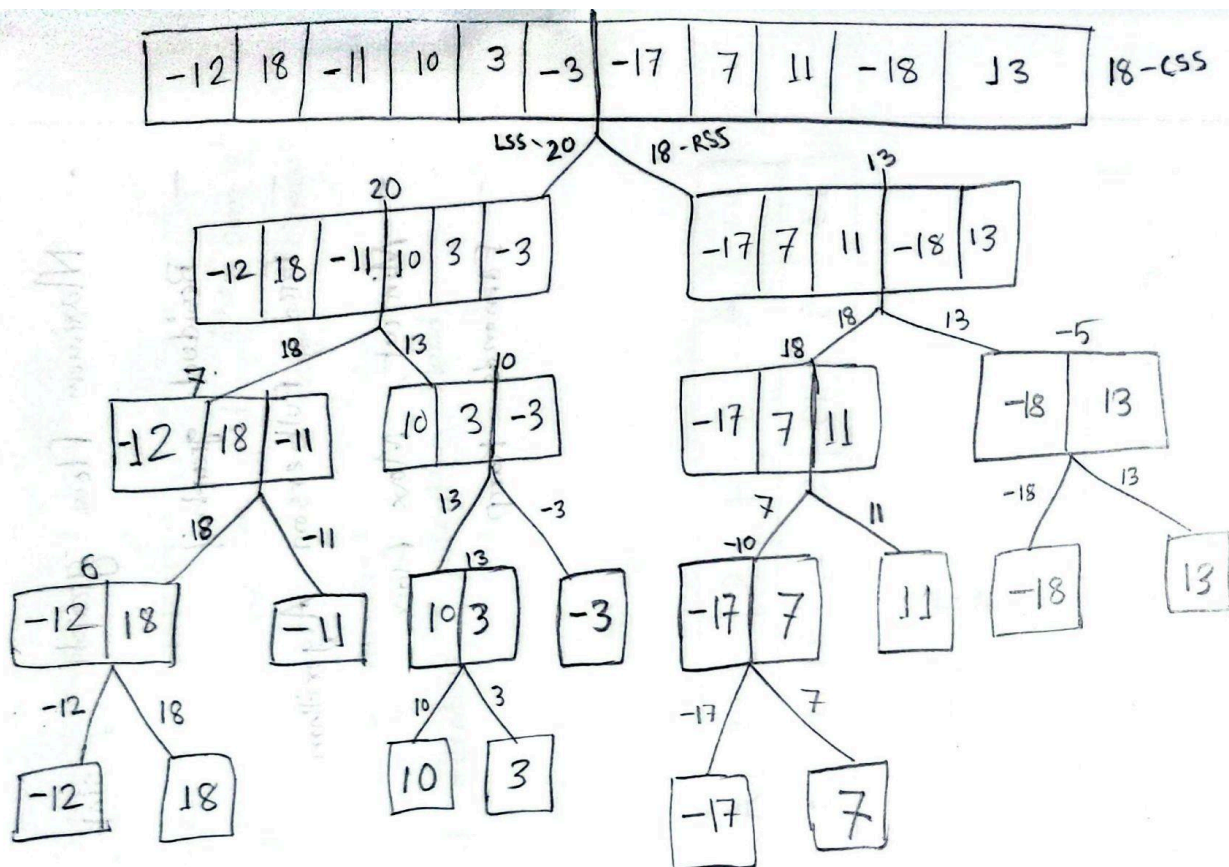 -12 18 -11 10 3 -3 -17 7 11 -18 13 18-CSS
LSS-20 18-RSS
20 13
-12 18 -11 10 3 -3 -17 7 11 -18 13
18 13 18 13
7 10 18 -5
-12 18 -11 10 3 -3 -17 7 11 -18 13
18 -11 13 -3 7 11 -18 13
6 13 -10
-12 18 -11 10 3 -3 -17 7 11 -18 13
-12 18 10 3 -17 7
-12 18 10 3 -17 7